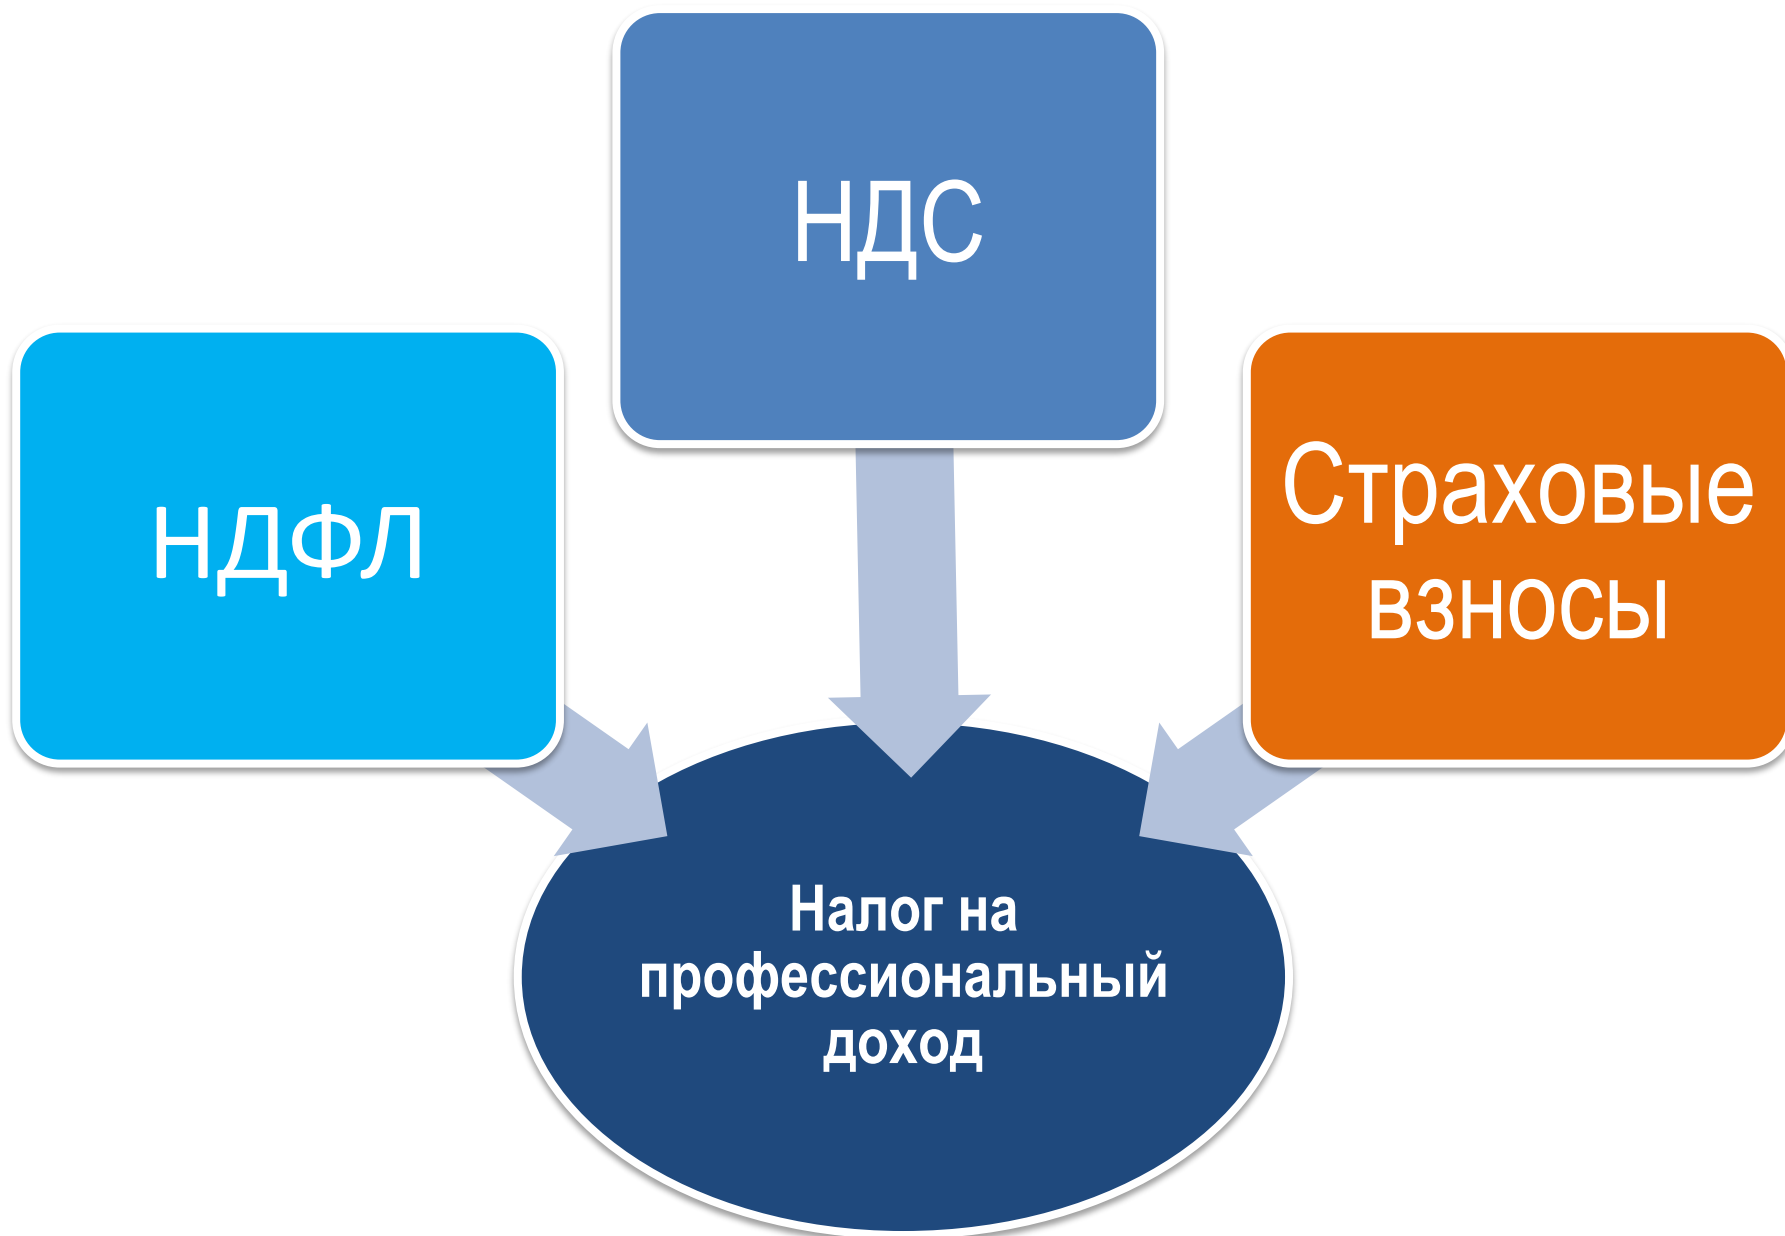 НДС
НДФЛ
Страховые
взносы
Налог на
профессиональный
доход